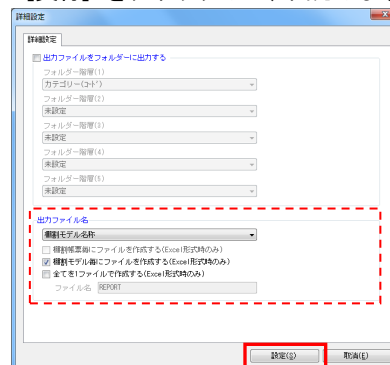 詳細設定
詳細設定
出力ファイルをフォルダーに出力する
フォルダー階層(1)
カテゴリー(コード)
フォルダー階層(2)
未設定
フォルダー階層(3)
未設定
フォルダー階層(4)
未設定
フォルダー階層(5)
未設定
出力ファイル名
棚割モデル名称
棚割帳票毎にファイルを作成する(Excel形式時のみ)
棚割モデル毎にファイルを作成する(Excel形式時のみ)
全てを1ファイルで作成する(Excel形式時のみ)
ファイル名 REPORT
設定(S) 取消(E)